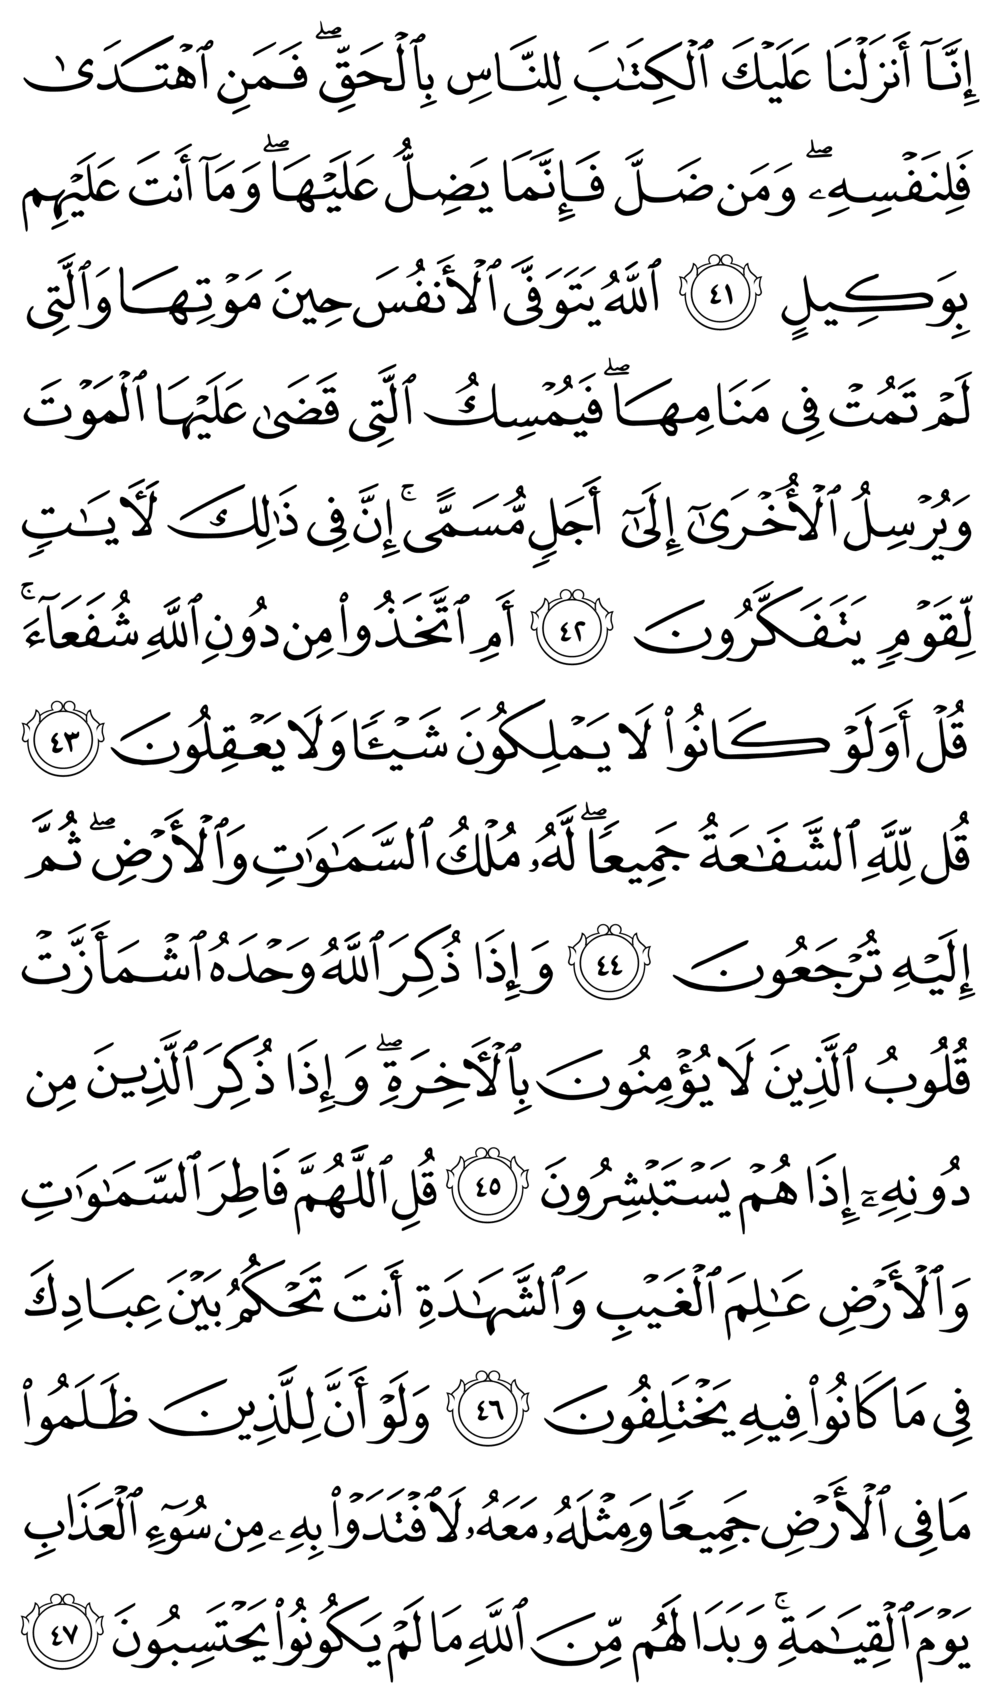 إِنَّآ أَنزَلْنَا عَلَيْكَ ٱلْكِتَـٰبَ لِلنَّاسِ بِٱلْحَقِّ ۖ فَمَنِ ٱهْتَدَىٰ
فَلِنَفْسِهِۦ ۖ وَمَن ضَلَّ فَإِنَّمَا يَضِلُّ عَلَيْهَا ۖ وَمَآ أَنتَ عَلَيْهِم
بِوَكِيلٍ ٤١ ٱللَّهُ يَتَوَفَّى ٱلْأَنفُسَ حِينَ مَوْتِهَا وَٱلَّتِى
لَمْ تَمُتْ فِى مَنَامِهَا ۖ فَيُمْسِكُ ٱلَّتِى قَضَىٰ عَلَيْهَا ٱلْمَوْتَ
وَيُرْسِلُ ٱلْأُخْرَىٰٓ إِلَىٰٓ أَجَلٍ مُّسَمًّى ۚ إِنَّ فِى ذَٰلِكَ لَـَٔايَـٰتٍ
لِّقَوْمٍ يَتَفَكَّرُونَ ٤٢ أَمِ ٱتَّخَذُوا۟ مِن دُونِ ٱللَّهِ شُفَعَآءَ ۚ
قُلْ أَوَلَوْ كَانُوا۟ لَا يَمْلِكُونَ شَيْـًٔا وَلَا يَعْقِلُونَ ٤٣
قُل لِّلَّهِ ٱلشَّفَـٰعَةُ جَمِيعًا ۖ لَّهُۥ مُلْكُ ٱلسَّمَـٰوَٰتِ وَٱلْأَرْضِ ۖ ثُمَّ
إِلَيْهِ تُرْجَعُونَ ٤٤ وَإِذَا ذُكِرَ ٱللَّهُ وَحْدَهُ ٱشْمَأَزَّتْ
قُلُوبُ ٱلَّذِينَ لَا يُؤْمِنُونَ بِٱلْـَٔاخِرَةِ ۖ وَإِذَا ذُكِرَ ٱلَّذِينَ مِن
دُونِهِۦٓ إِذَا هُمْ يَسْتَبْشِرُونَ ٤٥ قُلِ ٱللَّهُمَّ فَاطِرَ ٱلسَّمَـٰوَٰتِ
وَٱلْأَرْضِ عَـٰلِمَ ٱلْغَيْبِ وَٱلشَّهَـٰدَةِ أَنتَ تَحْكُمُ بَيْنَ عِبَادِكَ
فِى مَا كَانُوا۟ فِيهِ يَخْتَلِفُونَ ٤٦ وَلَوْ أَنَّ لِلَّذِينَ ظَلَمُوا۟
مَا فِى ٱلْأَرْضِ جَمِيعًا وَمِثْلَهُۥ مَعَهُۥ لَٱفْتَدَوْا۟ بِهِۦ مِن سُوٓءِ ٱلْعَذَابِ
يَوْمَ ٱلْقِيَـٰمَةِ ۚ وَبَدَا لَهُم مِّنَ ٱللَّهِ مَا لَمْ يَكُونُوا۟ يَحْتَسِبُونَ ٤٧